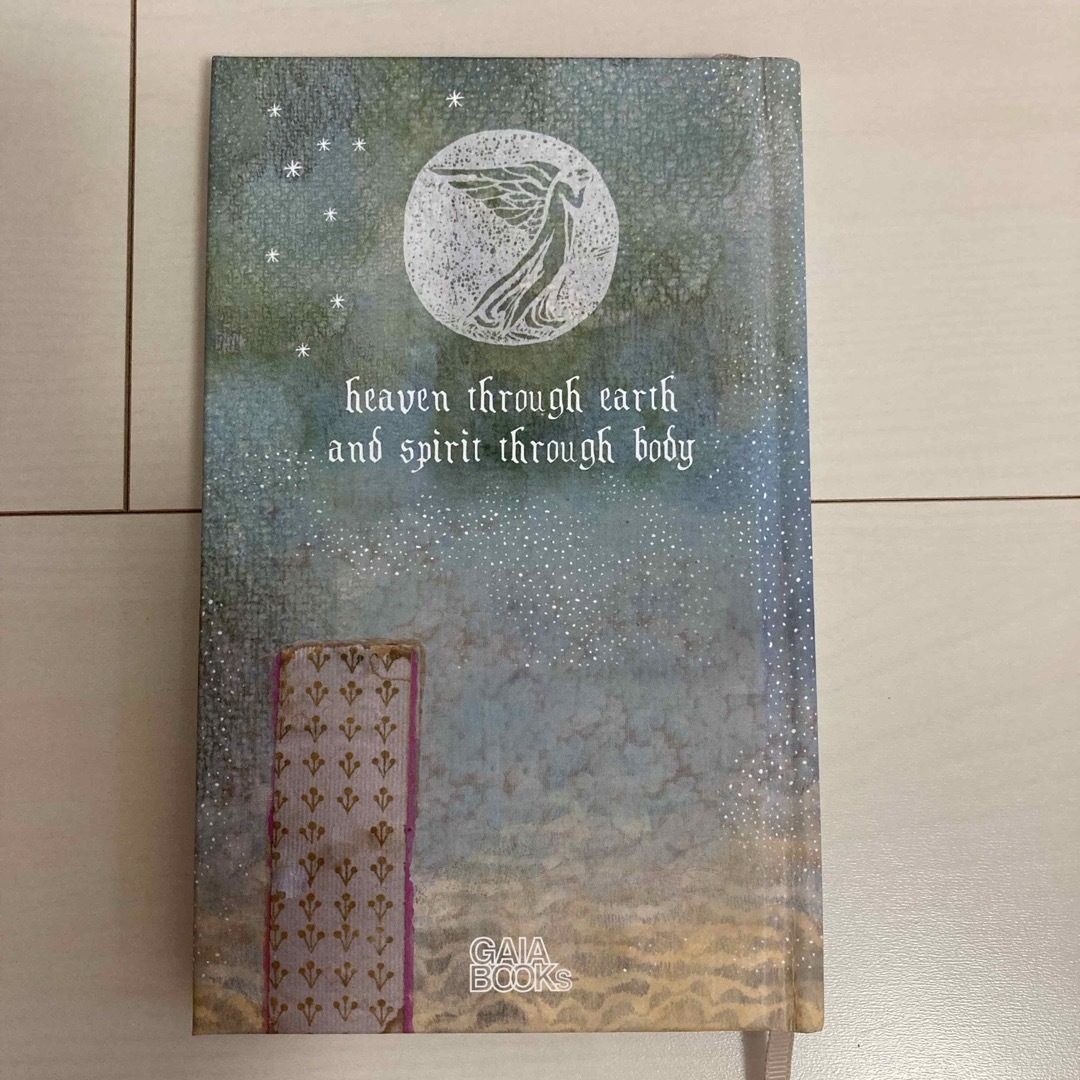 heaven through earth
and spirit through body
GAIA
BOOKs